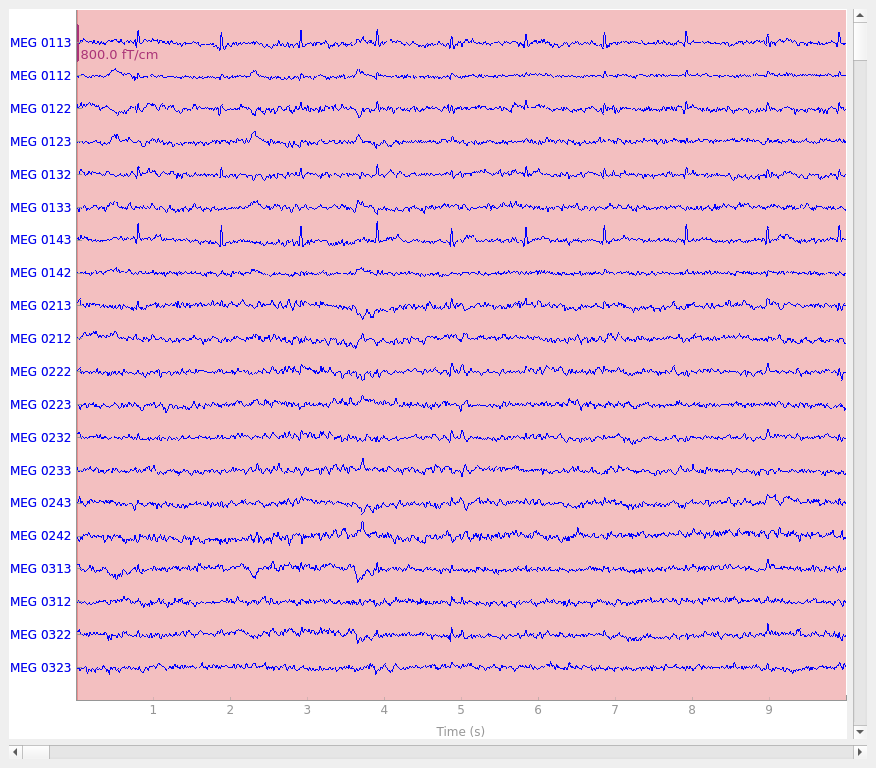 MEG 0113
800.0 fT/cm
MEG 0112
MEG 0122
MEG 0123
MEG 0132
MEG 0133
MEG 0143
MEG 0142
MEG 0213
MEG 0212
MEG 0222
MEG 0223
MEG 0232
MEG 0233
MEG 0243
MEG 0242
MEG 0313
MEG 0312
MEG 0322
MEG 0323
1 2 3 4 5 6 7 8 9
Time (s)